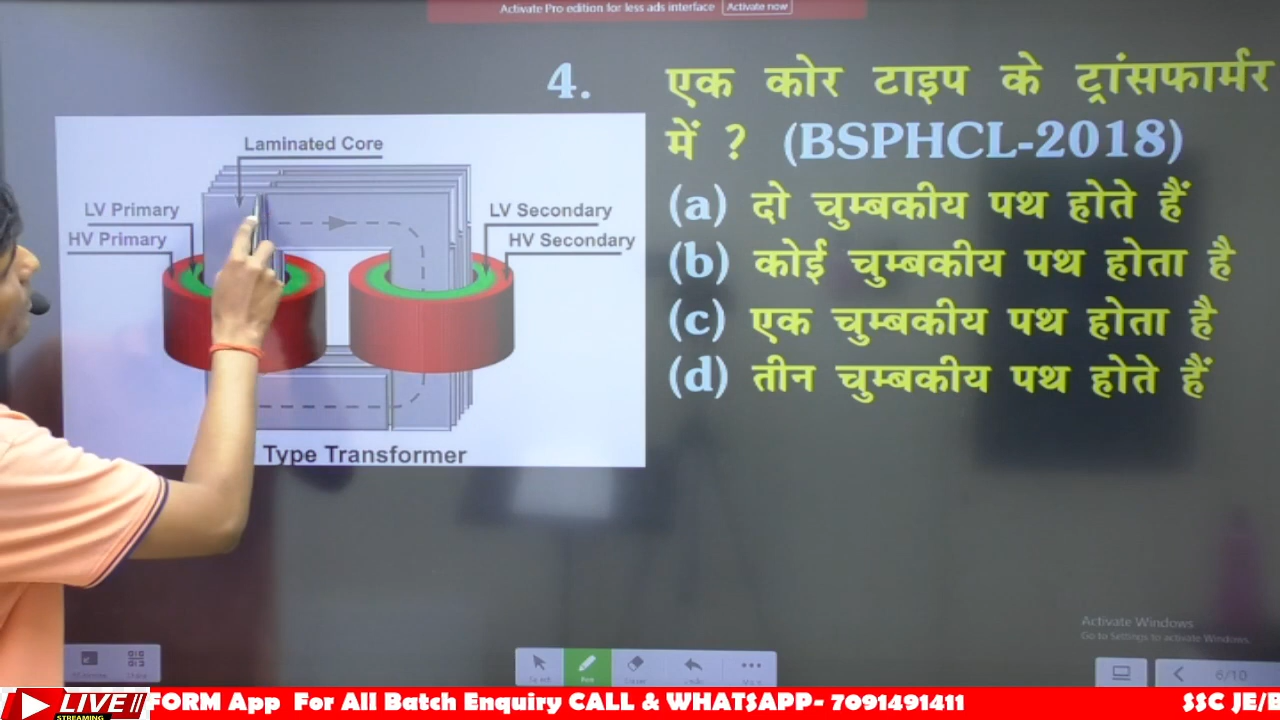 Activate Pro edition for less ads interface Activate now
4. एक कोर टाइप के ट्रांसफार्मर
में ? (BSPHCL-2018)
(a) दो चुम्बकीय पथ होते हैं
(b) कोई चुम्बकीय पथ होता है
(c) एक चुम्बकीय पथ होता है
(d) तीन चुम्बकीय पथ होते हैं
Laminated Core
LV Primary
HV Primary
LV Secondary
HV Secondary
Type Transformer
Activate Windows
Go to Settings to activate Windows.
6/10
LIVE
STREAMING
FORM App For All Batch Enquiry CALL & WHATSAPP- 7091491411 SSC JE/